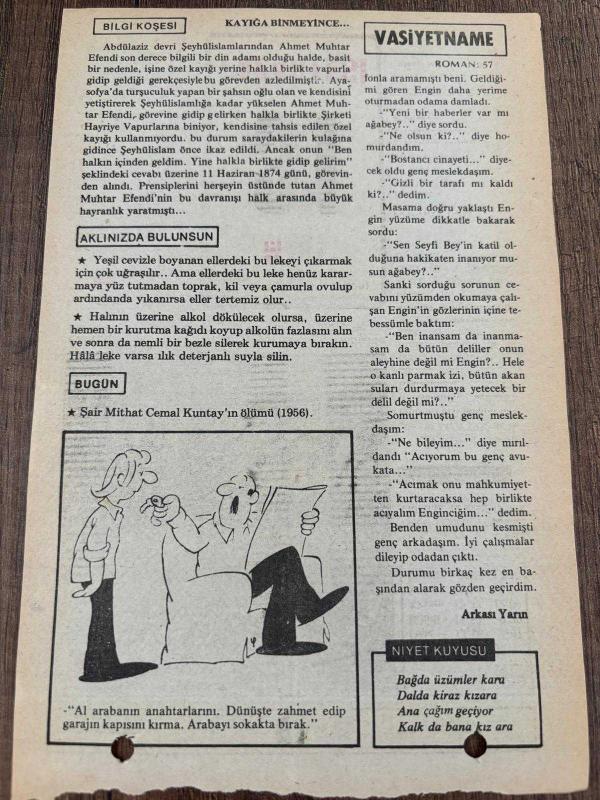 BİLGİ KÖŞESİ
KAYIĞA BİNMEYİNCE...
Abdülaziz devri Şeyhülislamlarından Ahmet Muhtar
Efendi son derece bilgili bir din adamı olduğu halde, basit
bir nedenle, işine özel kayığı yerine halkla birlikte vapurla
gidip geldiği gerekçesiyle bu görevden azledilmiştir. Aya-
sofya'da turşuculuk yapan bir şahsın oğlu olan ve kendisini
yetiştirerek Şeyhülislamlığa kadar yükselen Ahmet Muh-
tar Efendi, görevine gidip gelirken halkla birlikte Şirketi
Hayriye Vapurlarına biniyor, kendisine tahsis edilen özel
kayığı kullanmıyordu. bu durum saraydakilerin kulağına
gidince Şeyhülislam önce ikaz edildi. Ancak onun "Ben
halkın içinden geldim. Yine halkla birlikte gidip gelirim"
şeklindeki cevabı üzerine 11 Haziran 1874 günü, görevin-
den alındı. Prensiplerini herşeyin üstünde tutan Ahmet
Muhtar Efendi'nin bu davranışı halk arasında büyük
hayranlık yaratmıştı...
AKLINIZDA BULUNSUN
★ Yeşil cevizle boyanan ellerdeki bu lekeyi çıkarmak
için çok uğraşılır.. Ama ellerdeki bu leke henüz karar-
maya yüz tutmadan toprak, kil veya çamurla ovulup
ardındanda yıkanırsa eller tertemiz olur..
★ Halının üzerine alkol dökülecek olursa, üzerine
hemen bir kurutma kağıdı koyup alkolün fazlasını alın
ve sonra da nemli bir bezle silerek kurumaya bırakın.
Hâlâ leke varsa ılık deterjanlı suyla silin.
BUGÜN
★ Şair Mithat Cemal Kuntay'ın ölümü (1956).
-"Al arabanın anahtarlarını. Dünüşte zahmet edip
garajın kapısını kırma. Arabayı sokakta bırak."
VASİYETNAME
ROMAN: 57
fonla aramamıştı beni. Geldiği-
mi gören Engin daha yerime
oturmadan odama damladı.
-"Yeni bir haberler var mı
ağabey?.." diye sordu.
-"Ne olsun ki?.." diye ho-
murdandım.
-"Bostancı cinayeti..." diye-
cek oldu genç meslekdaşım.
-"Gizli bir tarafı mı kaldı
ki?.." dedim.
Masama doğru yaklaştı En-
gin yüzüme dikkatle bakarak
sordu:
-"Sen Seyfi Bey'in katil ol-
duğuna hakikaten inanıyor mu-
sun ağabey?.."
Sanki sorduğu sorunun ce-
vabını yüzümden okumaya çalı-
şan Engin'in gözlerinin içine te-
bessümle baktım:
-"Ben inansam da inanma-
sam da bütün deliller onun
aleyhine değil mi Engin?.. Hele
o kanlı parmak izi, bütün akan
suları durdurmaya yetecek bir
delil değil mi?.."
Somurtmuştu genç meslek-
daşım:
-"Ne bileyim..." diye mırıl-
dandı "Acıyorum bu genç avu-
kata..."
-"Acımak onu mahkumiyet-
ten kurtaracaksa hep birlikte
acıyalım Enginciğim..." dedim.
Benden umudunu kesmişti
genç arkadaşım. İyi çalışmalar
dileyip odadan çıktı.
Durumu birkaç kez en ba-
şından alarak gözden geçirdim.
Arkası Yarın
NİYET KUYUSU
Bağda üzümler kara
Dalda kiraz kızara
Ana çağım geçiyor
Kalk da bana kız ara